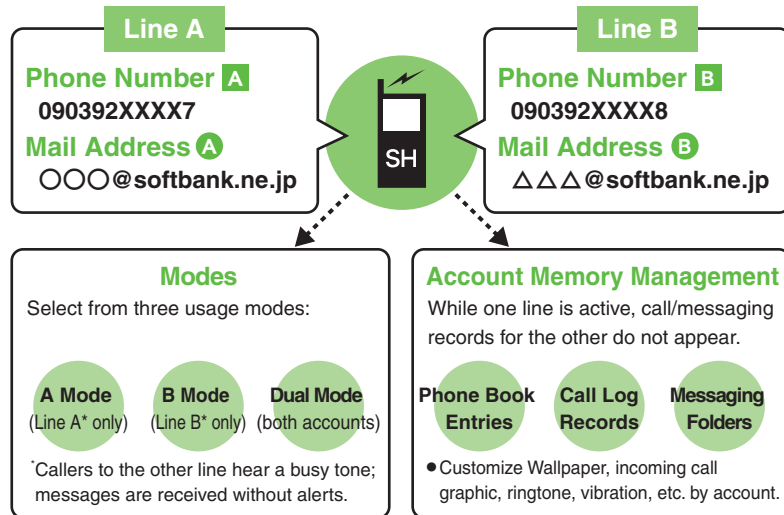 Line A
Phone Number A
090392XXXX7
Mail Address A
○○○@softbank.ne.jp
SH
Line B
Phone Number B
090392XXXX8
Mail Address B
△△△@softbank.ne.jp
Modes
Select from three usage modes:
A Mode
(Line A* only)
B Mode
(Line B* only)
Dual Mode
(both accounts)
*Callers to the other line hear a busy tone;
messages are received without alerts.
Account Memory Management
While one line is active, call/messaging
records for the other do not appear.
Phone Book
Entries
Call Log
Records
Messaging
Folders
●Customize Wallpaper, incoming call
graphic, ringtone, vibration, etc. by account.